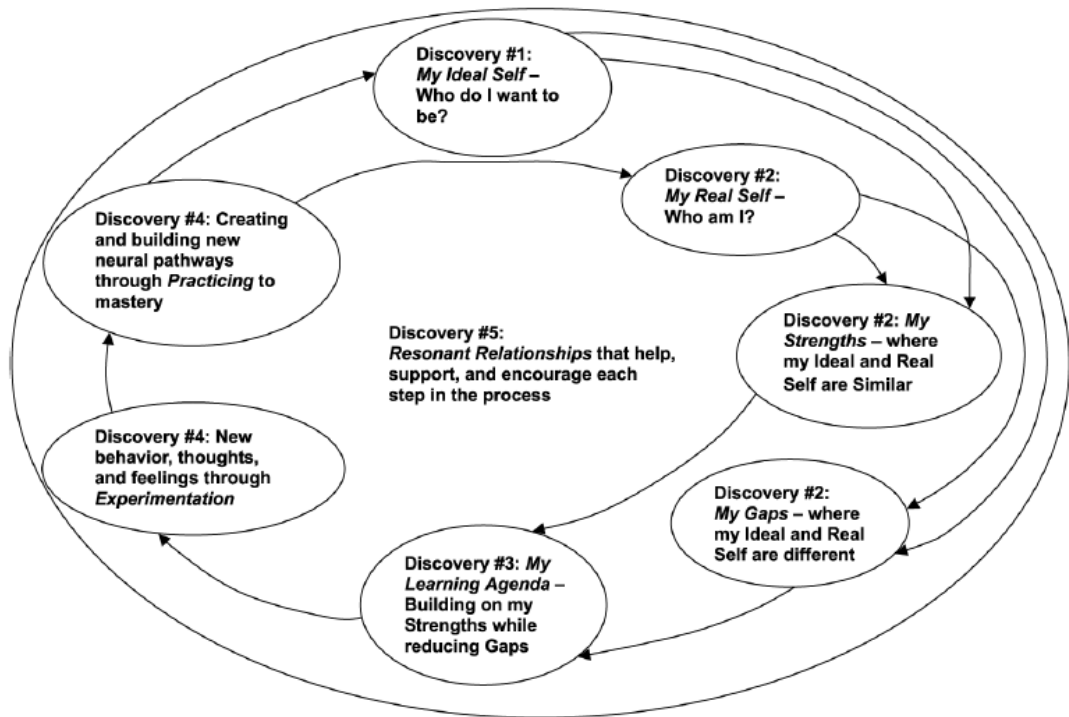 Discovery #1:
My Ideal Self –
Who do I want to
be?
Discovery #2:
My Real Self –
Who am I?
Discovery #2: My
Strengths – where
my Ideal and Real
Self are Similar
Discovery #2:
My Gaps – where
my Ideal and Real
Self are different
Discovery #3: My
Learning Agenda –
Building on my
Strengths while
reducing Gaps
Discovery #4: New
behavior, thoughts,
and feelings through
Experimentation
Discovery #4: Creating
and building new
neural pathways
through Practicing to
mastery
Discovery #5:
Resonant Relationships that help,
support, and encourage each
step in the process